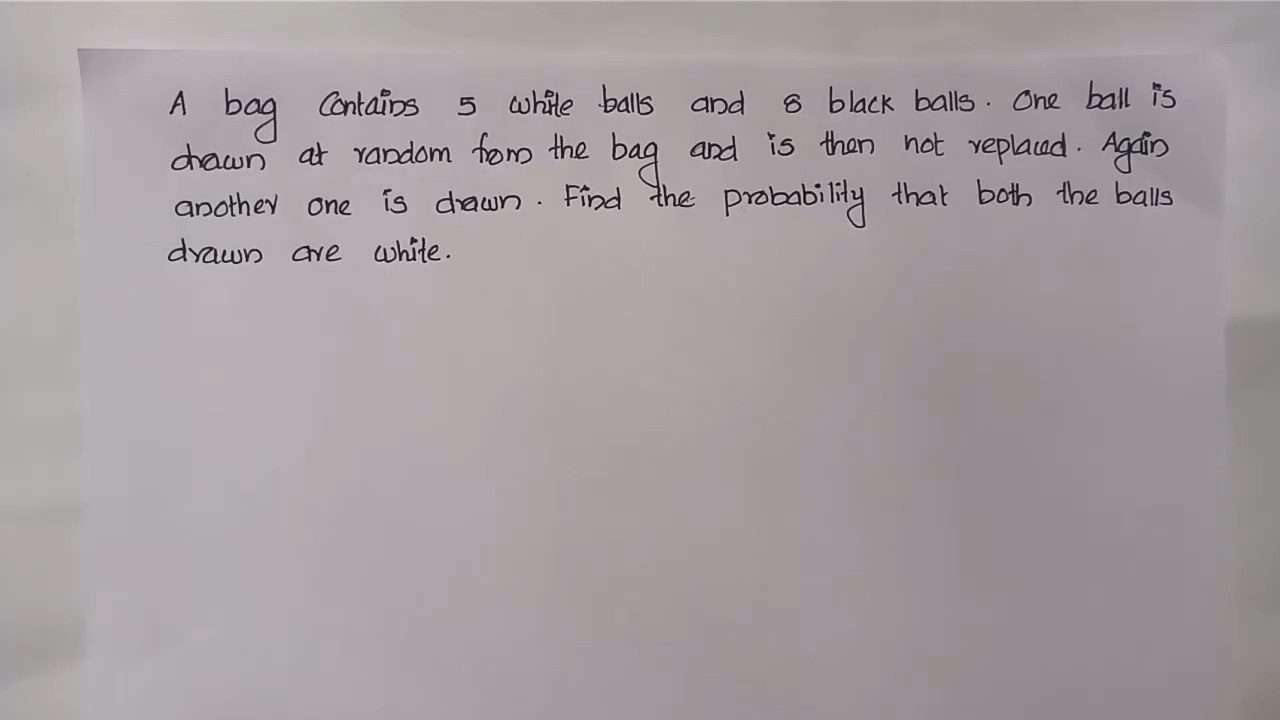 A bag Contains 5 white balls and 8 black balls. One ball is
drawn at random from the bag and is then not replaced. Again
another one is drawn. Find the probability that both the balls
drawn are white.